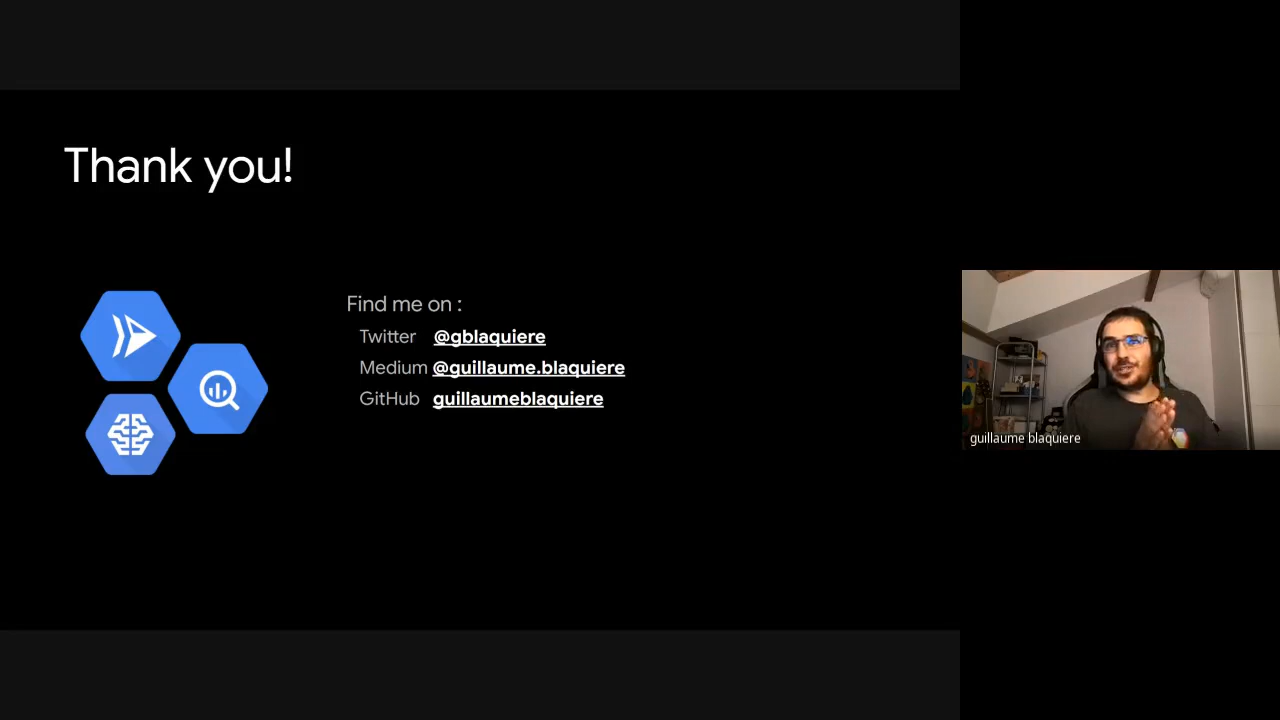 Thank you!
Find me on :
Twitter @gblaquiere
Medium @guillaume.blaquiere
GitHub guillaumeblaquiere
guillaume blaquiere